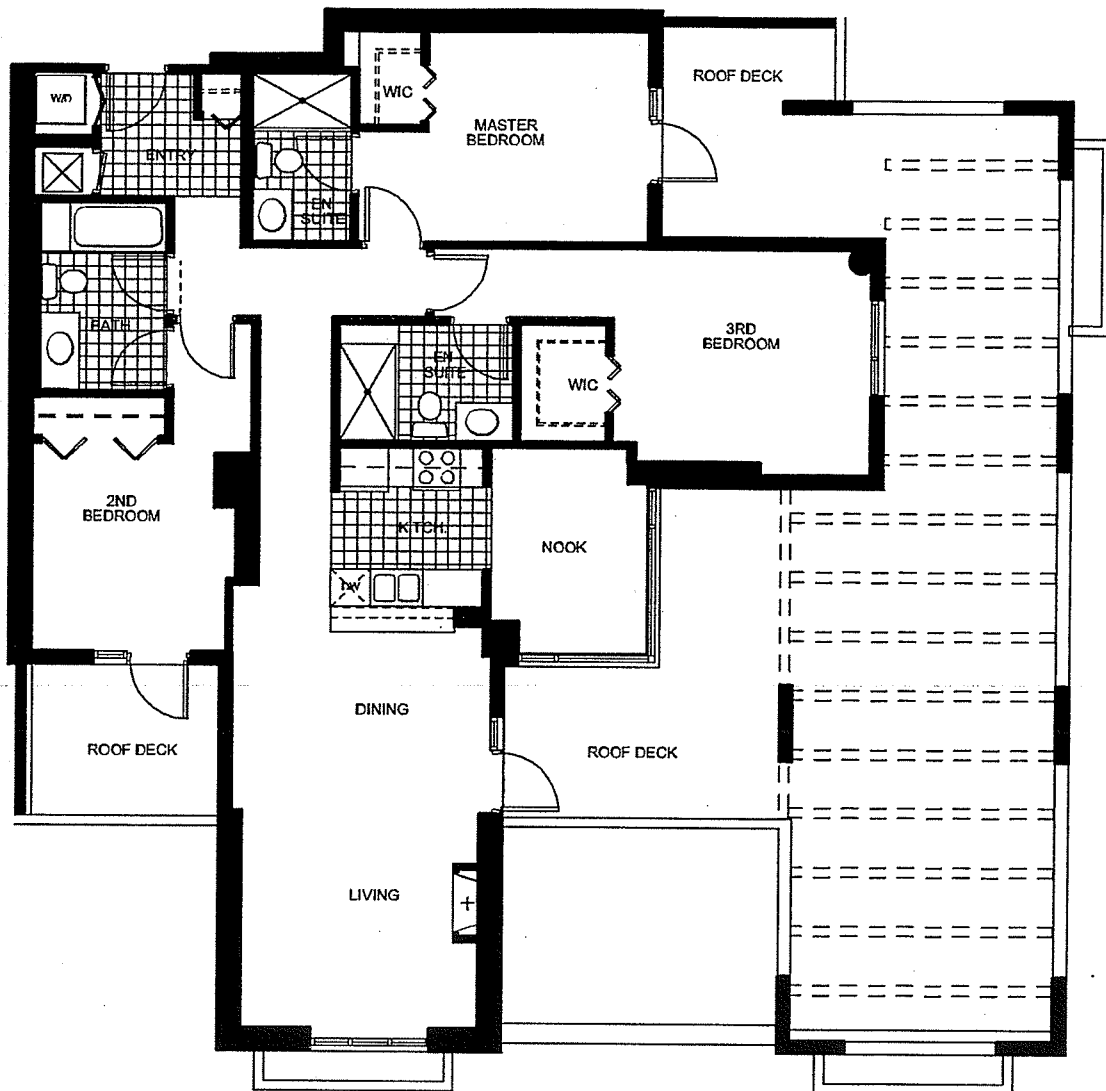 ROOF DECK
W/D
WIC
MASTER
BEDROOM
ENTRY
EN
SUITE
BATH
3RD
BEDROOM
EN
SUITE
WIC
2ND
BEDROOM
KITCH.
NOOK
DW
DINING
ROOF DECK
ROOF DECK
LIVING